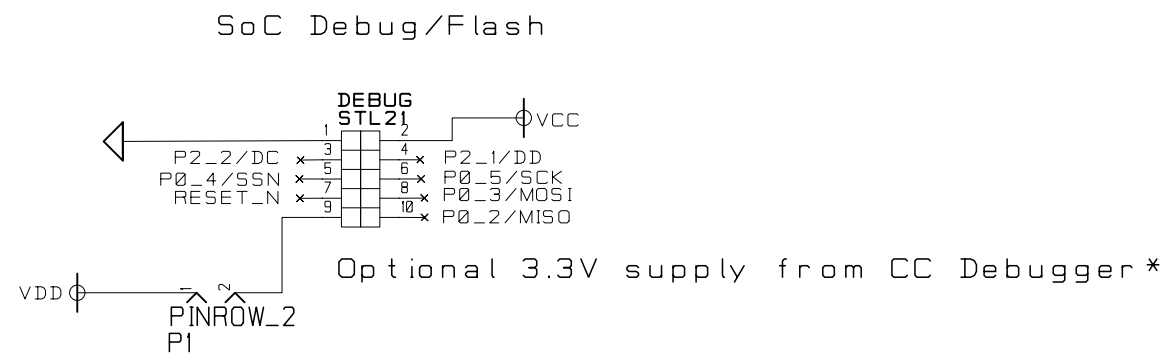 SoC Debug/Flash
DEBUG
STL21
1 2
VCC
P2_2/DC 3 4 P2_1/DD
P0_4/SSN 5 6 P0_5/SCK
RESET_N 7 8 P0_3/MOSI
9 10 P0_2/MISO
Optional 3.3V supply from CC Debugger*
VDD 1 2
PINROW_2
P1